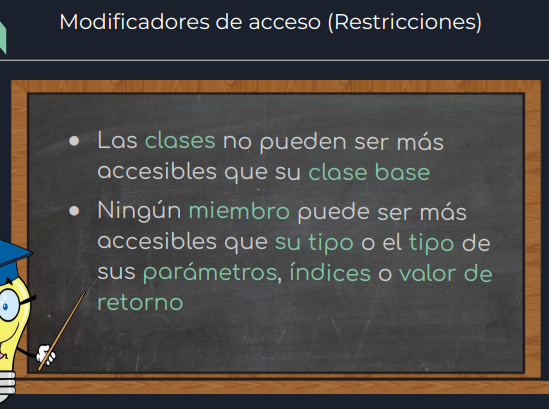 Modificadores de acceso (Restricciones)
● Las clases no pueden ser más
accesibles que su clase base
● Ningún miembro puede ser más
accesibles que su tipo o el tipo de
sus parámetros, índices o valor de
retorno